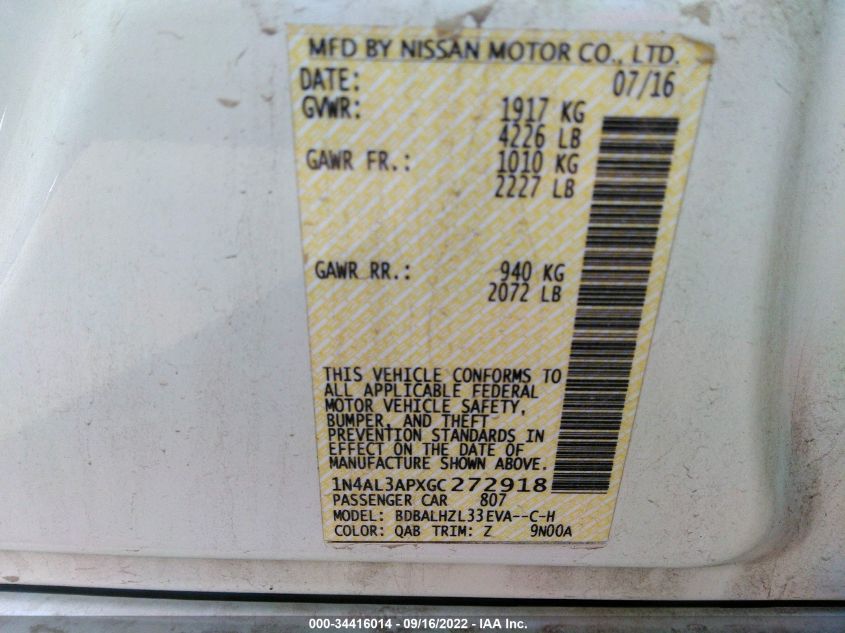 MFD BY NISSAN MOTOR CO., LTD.
DATE: 07/16
GVWR: 1917 KG
4226 LB
GAWR FR.: 1010 KG
2227 LB
GAWR RR.: 940 KG
2072 LB
THIS VEHICLE CONFORMS TO
ALL APPLICABLE FEDERAL
MOTOR VEHICLE SAFETY,
BUMPER, AND THEFT
PREVENTION STANDARDS IN
EFFECT ON THE DATE OF
MANUFACTURE SHOWN ABOVE.
1N4AL3APXGC272918
PASSENGER CAR 807
MODEL: BDBALHZL33EVA--C-H
COLOR: QAB TRIM: Z 9N00A
000-34416014 - 09/16/2022 - IAA Inc.